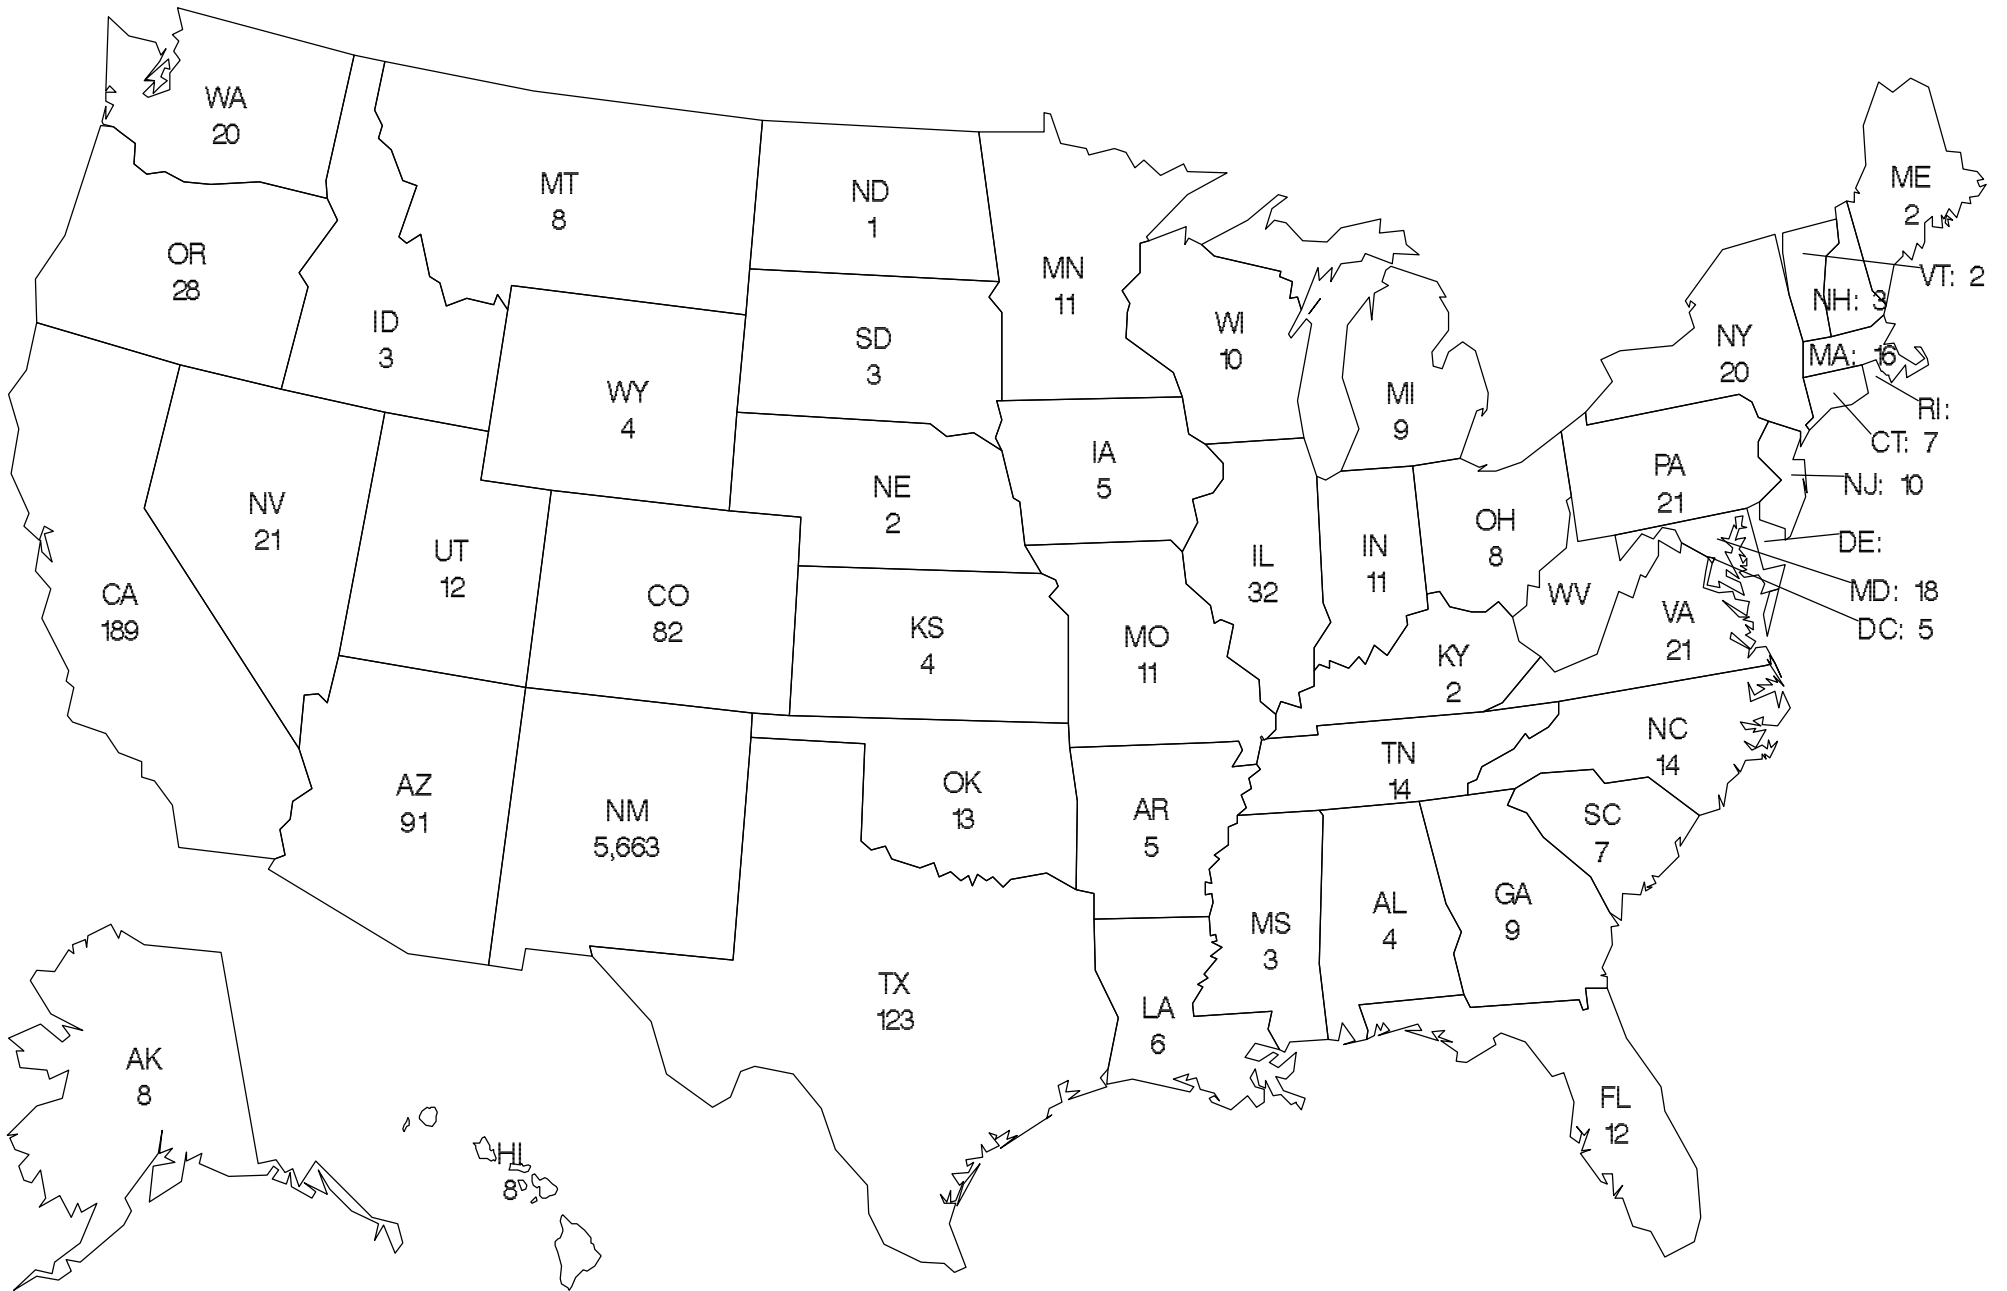 WA
20
MT
8
ND
1
ME
2
OR
28
MN
11
VT: 2
NH: 3
ID
3
SD
3
WI
10
NY
20
MA: 16
WY
4
MI
9
RI:
CT: 7
IA
5
PA
21
NJ: 10
NV
21
NE
2
OH
8
DE:
UT
12
IN
11
IL
32
WV
MD: 18
CA
189
CO
82
KS
4
MO
11
VA
21
DC: 5
KY
2
NC
14
TN
14
AZ
91
NM
5,663
OK
13
AR
5
SC
7
MS
3
AL
4
GA
9
TX
123
LA
6
AK
8
FL
12
HI
8